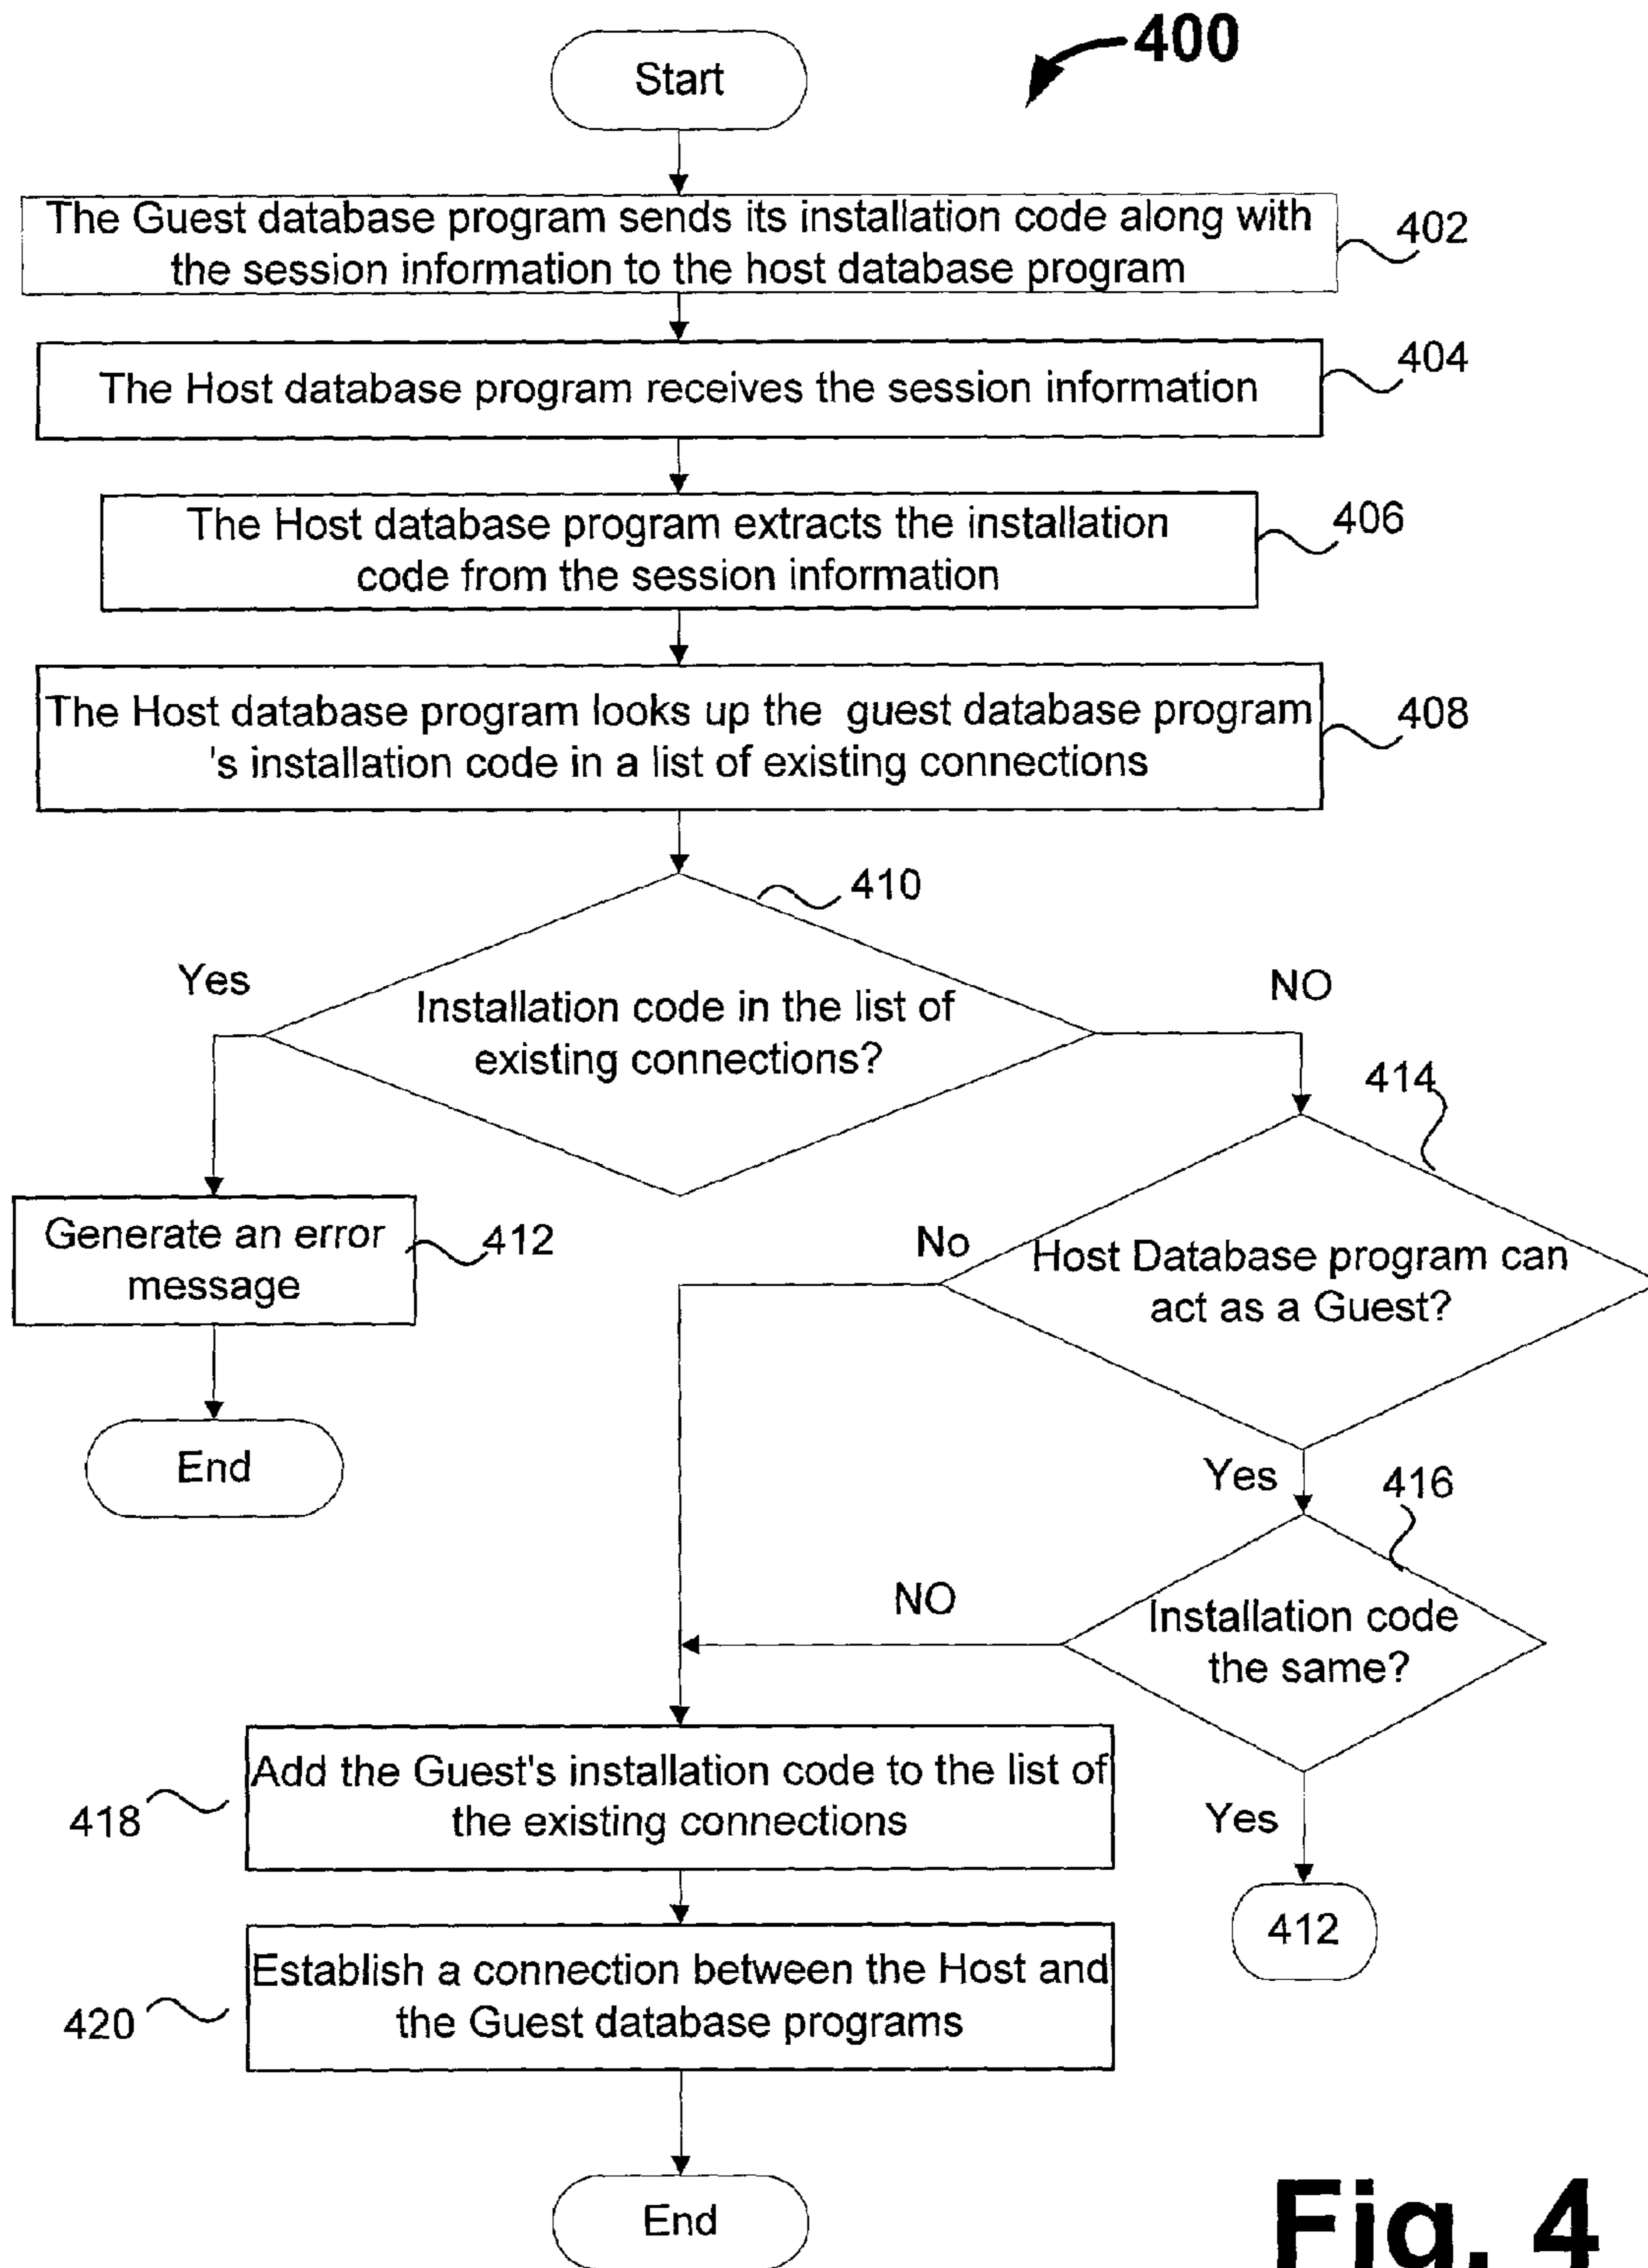 400
Start
The Guest database program sends its installation code along with
the session information to the host database program
402
The Host database program receives the session information
404
The Host database program extracts the installation
code from the session information
406
The Host database program looks up the guest database program
's installation code in a list of existing connections
408
410
Yes
Installation code in the list of
existing connections?
NO
414
Generate an error
message
412
No
Host Database program can
act as a Guest?
End
Yes
416
NO
Installation code
the same?
Add the Guest's installation code to the list of
the existing connections
418
Yes
412
Establish a connection between the Host and
the Guest database programs
420
End
Fig. 4